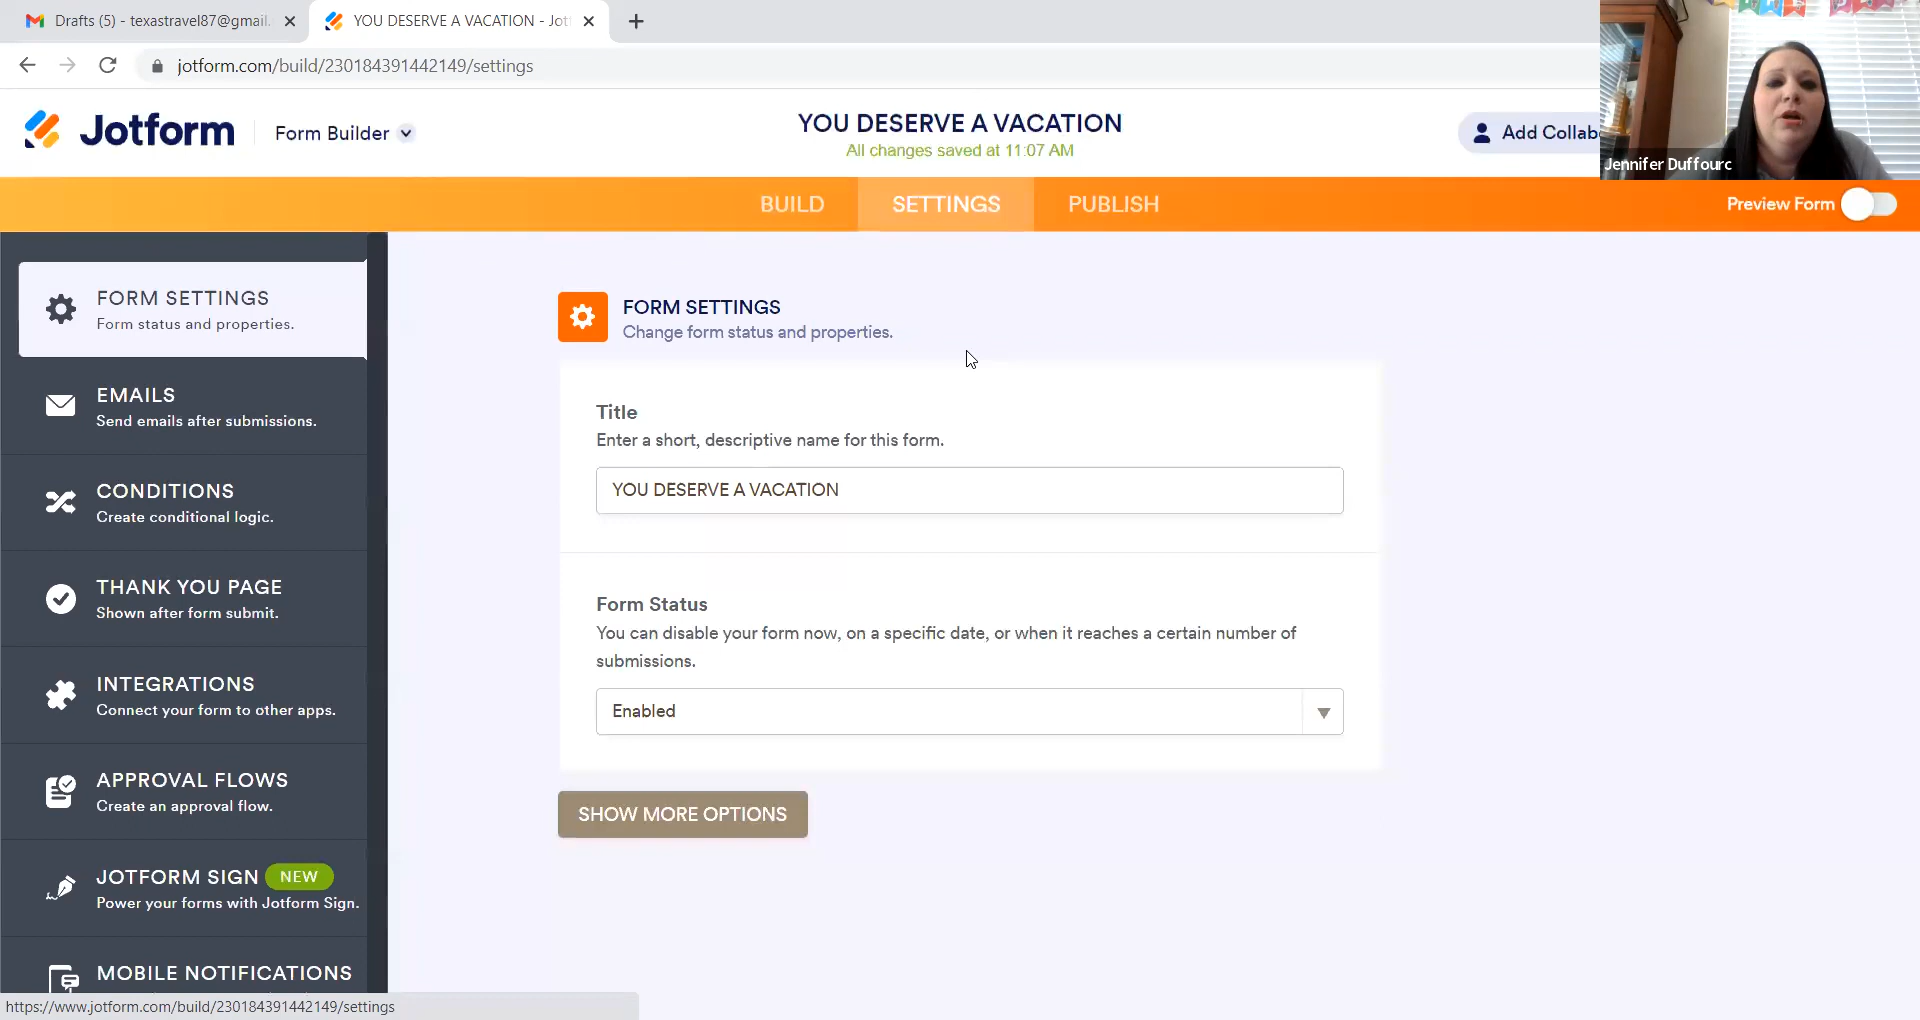 Drafts (5) - texastravel87@gmail.
YOU DESERVE A VACATION - Jot
jotform.com/build/230184391442149/settings
Jotform
Form Builder
YOU DESERVE A VACATION
All changes saved at 11:07 AM
Add Collab
Jennifer Duffourc
BUILD
SETTINGS
PUBLISH
Preview Form
FORM SETTINGS
Form status and properties.
EMAILS
Send emails after submissions.
CONDITIONS
Create conditional logic.
THANK YOU PAGE
Shown after form submit.
INTEGRATIONS
Connect your form to other apps.
APPROVAL FLOWS
Create an approval flow.
JOTFORM SIGN NEW
Power your forms with Jotform Sign.
MOBILE NOTIFICATIONS
FORM SETTINGS
Change form status and properties.
Title
Enter a short, descriptive name for this form.
YOU DESERVE A VACATION
Form Status
You can disable your form now, on a specific date, or when it reaches a certain number of
submissions.
Enabled
SHOW MORE OPTIONS
https://www.jotform.com/build/230184391442149/settings